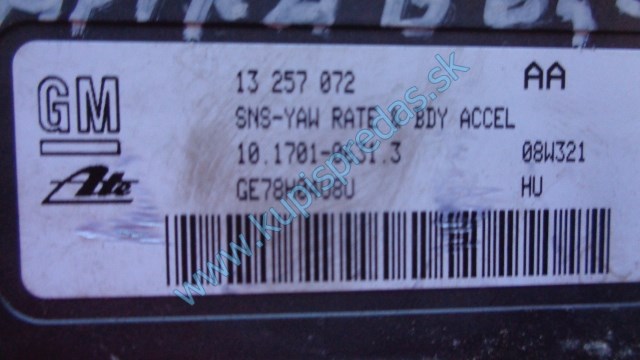 GM
Ate
13 257 072
AA
SNS-YAW RATE & BDY ACCEL
08W321
HU
www.kupispredas.sk